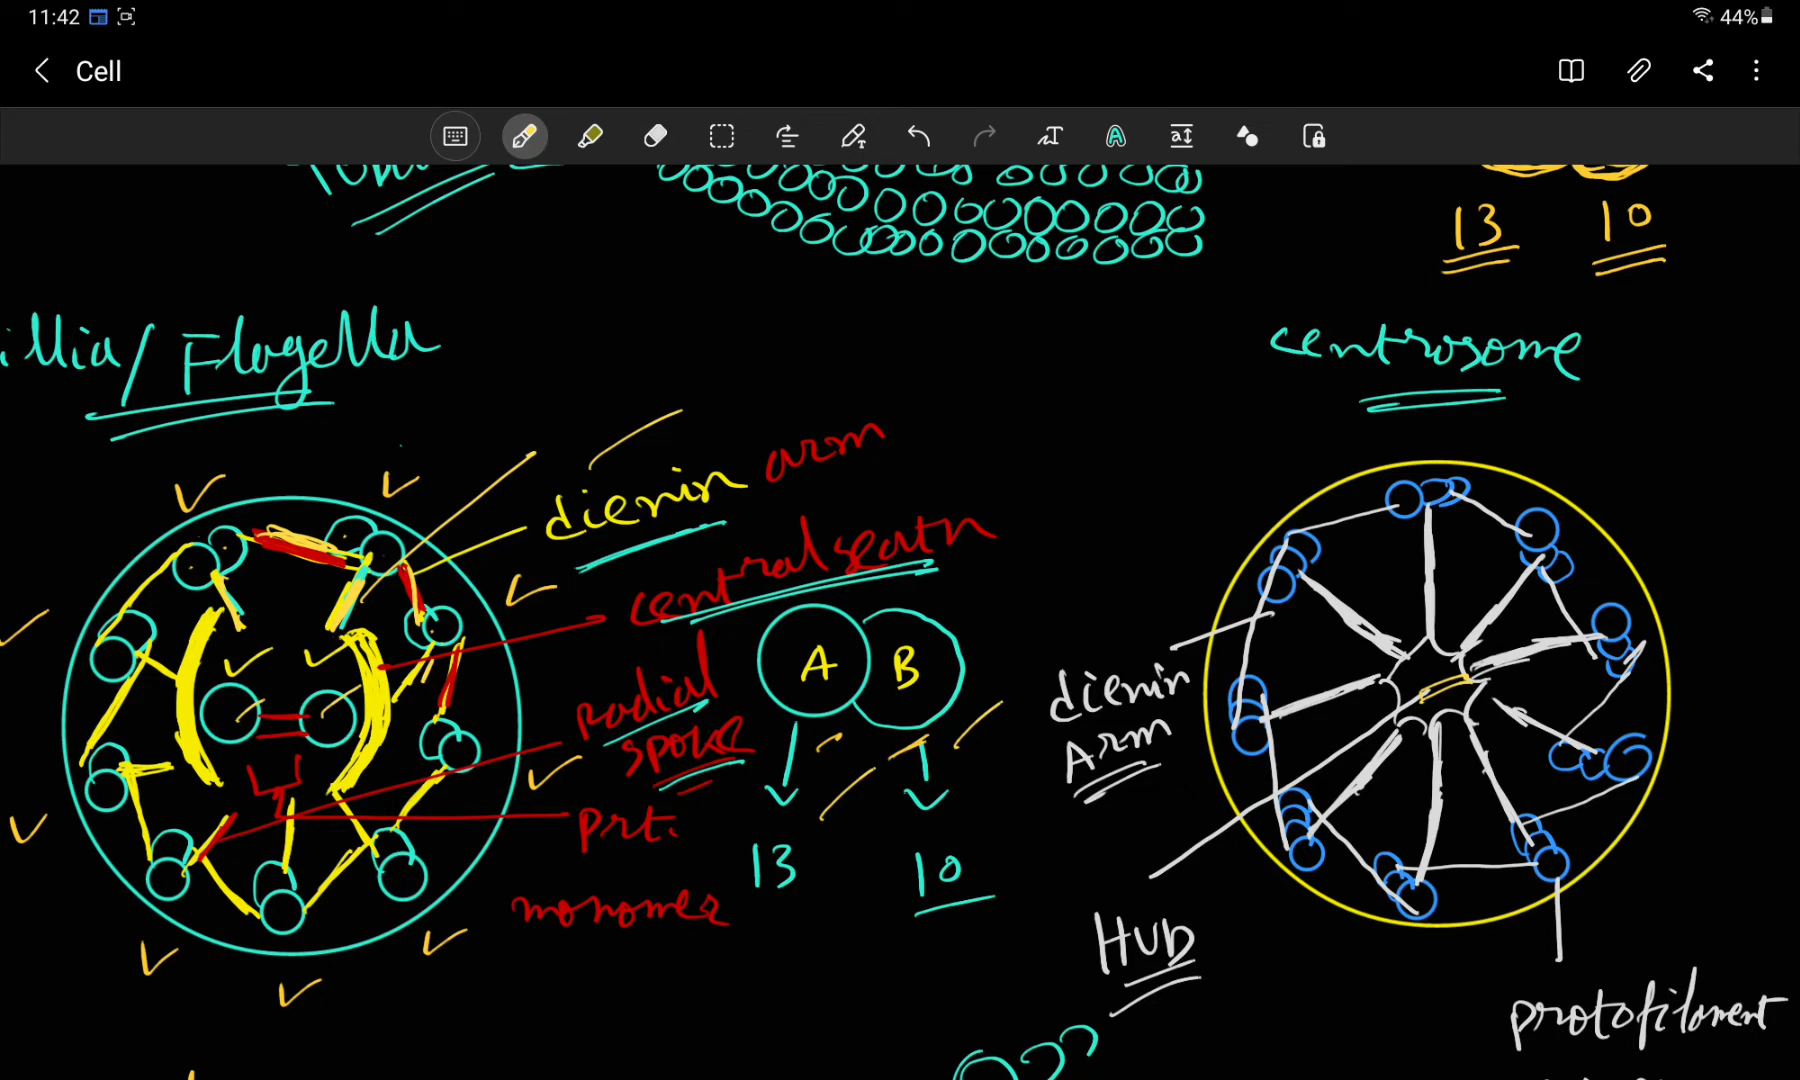 11:42
44%
Cell
13 10
illia/ Flagella
centrosome
dienin arm
central seath
A B
radial
spoke
dienin
Arm
prt.
13 10
monomer
HUb
protofilament